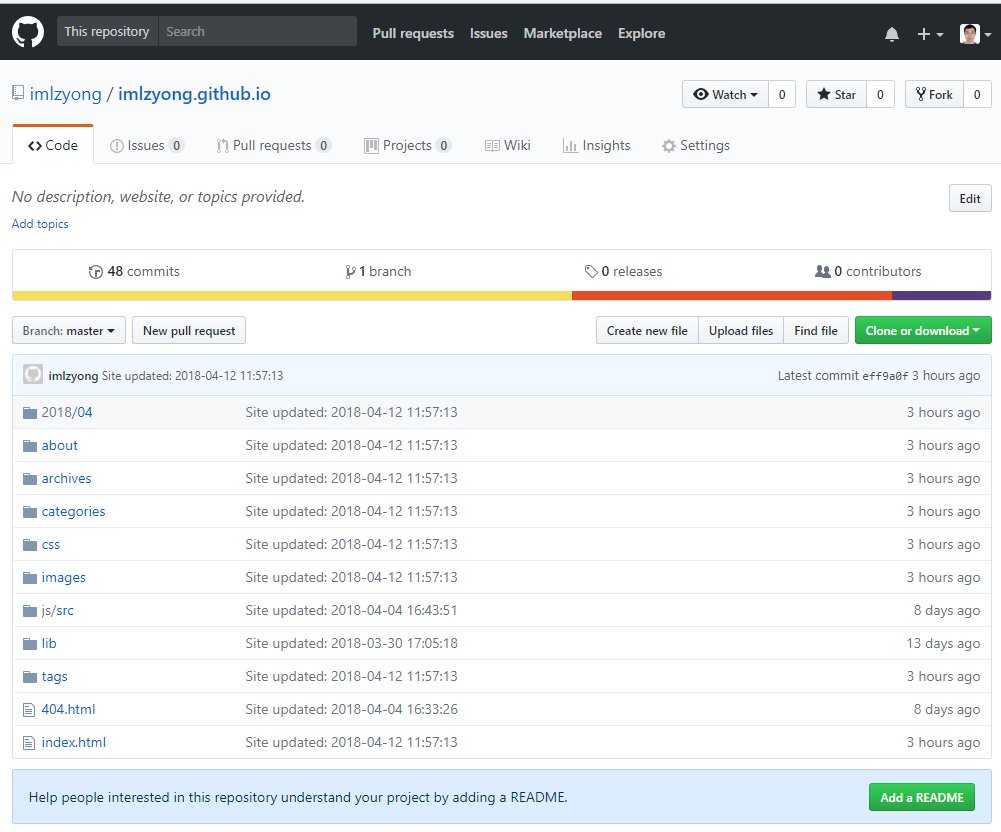 This repository Search Pull requests Issues Marketplace Explore
imlzyong / imlzyong.github.io Watch 0 Star 0 Fork 0
Code Issues 0 Pull requests 0 Projects 0 Wiki Insights Settings
No description, website, or topics provided. Edit
Add topics
48 commits 1 branch 0 releases 0 contributors
Branch: master New pull request Create new file Upload files Find file Clone or download
imlzyong Site updated: 2018-04-12 11:57:13 Latest commit eff9a0f 3 hours ago
2018/04 Site updated: 2018-04-12 11:57:13 3 hours ago
about Site updated: 2018-04-12 11:57:13 3 hours ago
archives Site updated: 2018-04-12 11:57:13 3 hours ago
categories Site updated: 2018-04-12 11:57:13 3 hours ago
css Site updated: 2018-04-12 11:57:13 3 hours ago
images Site updated: 2018-04-12 11:57:13 3 hours ago
js/src Site updated: 2018-04-04 16:43:51 8 days ago
lib Site updated: 2018-03-30 17:05:18 13 days ago
tags Site updated: 2018-04-12 11:57:13 3 hours ago
404.html Site updated: 2018-04-04 16:33:26 8 days ago
index.html Site updated: 2018-04-12 11:57:13 3 hours ago
Help people interested in this repository understand your project by adding a README. Add a README